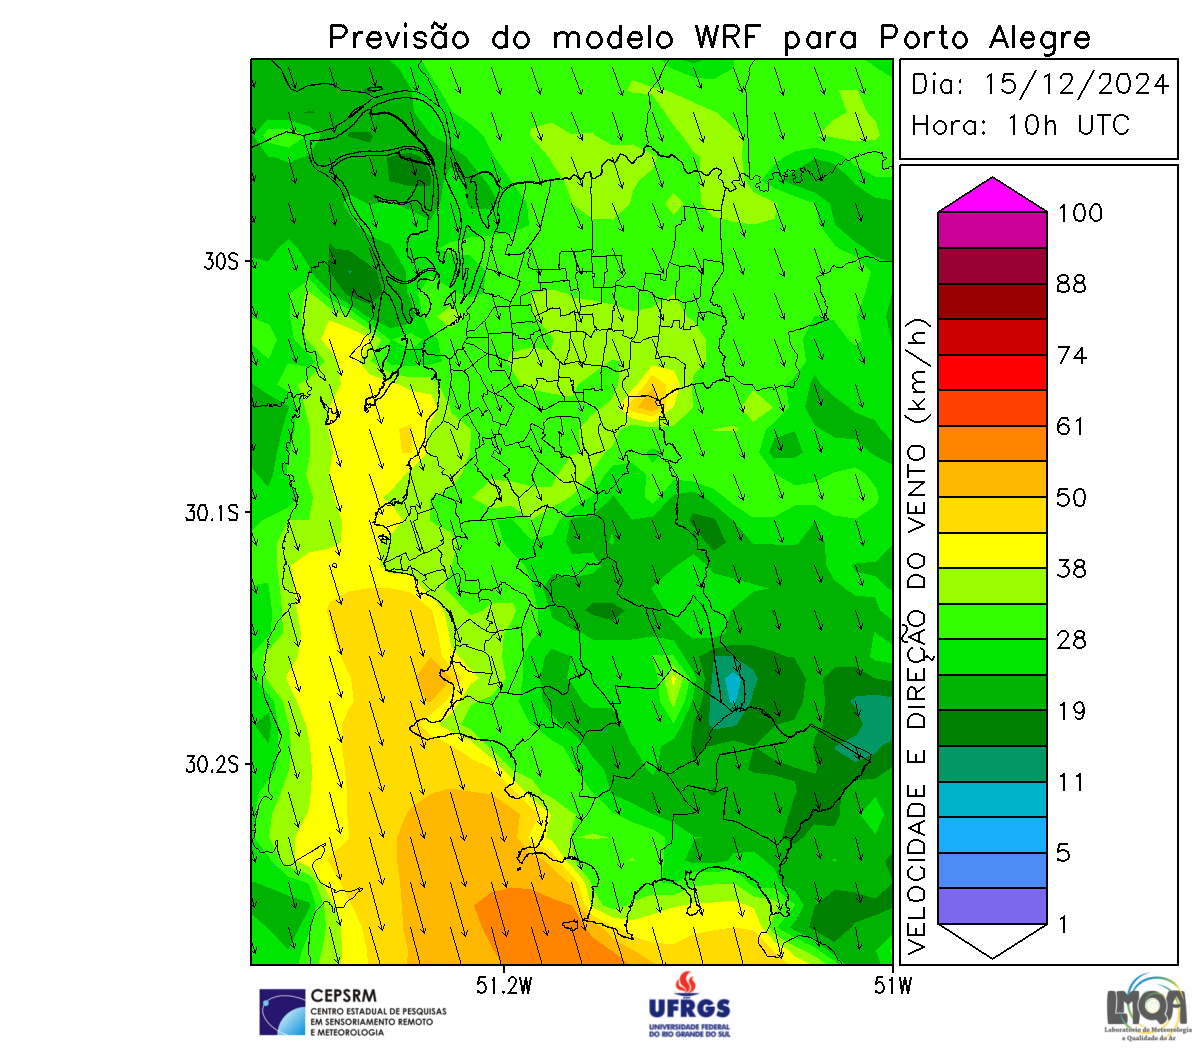 Previsão do modelo WRF para Porto Alegre
Dia: 15/12/2024
Hora: 10h UTC
100
88
74
61
50
38
28
19
11
5
1
VELOCIDADE E DIREÇÃO DO VENTO (km/h)
30S
30.1S
30.2S
51.2W
51W
CEPSRM
CENTRO ESTADUAL DE PESQUISAS
EM SENSORIAMENTO REMOTO
E METEOROLOGIA
UFRGS
UNIVERSIDADE FEDERAL
DO RIO GRANDE DO SUL
LMQA
Laboratório de Meteorologia
e Qualidade do Ar